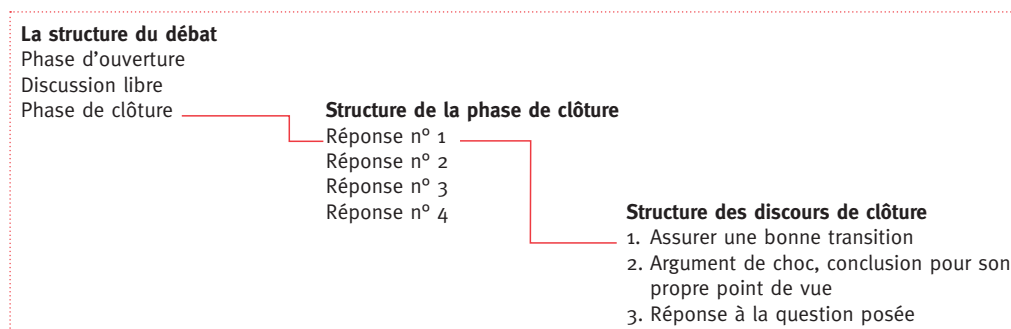 La structure du débat
Phase d’ouverture
Discussion libre
Phase de clôture
Structure de la phase de clôture
Réponse nº 1
Réponse nº 2
Réponse nº 3
Réponse nº 4
Structure des discours de clôture
1. Assurer une bonne transition
2. Argument de choc, conclusion pour son
propre point de vue
3. Réponse à la question posée